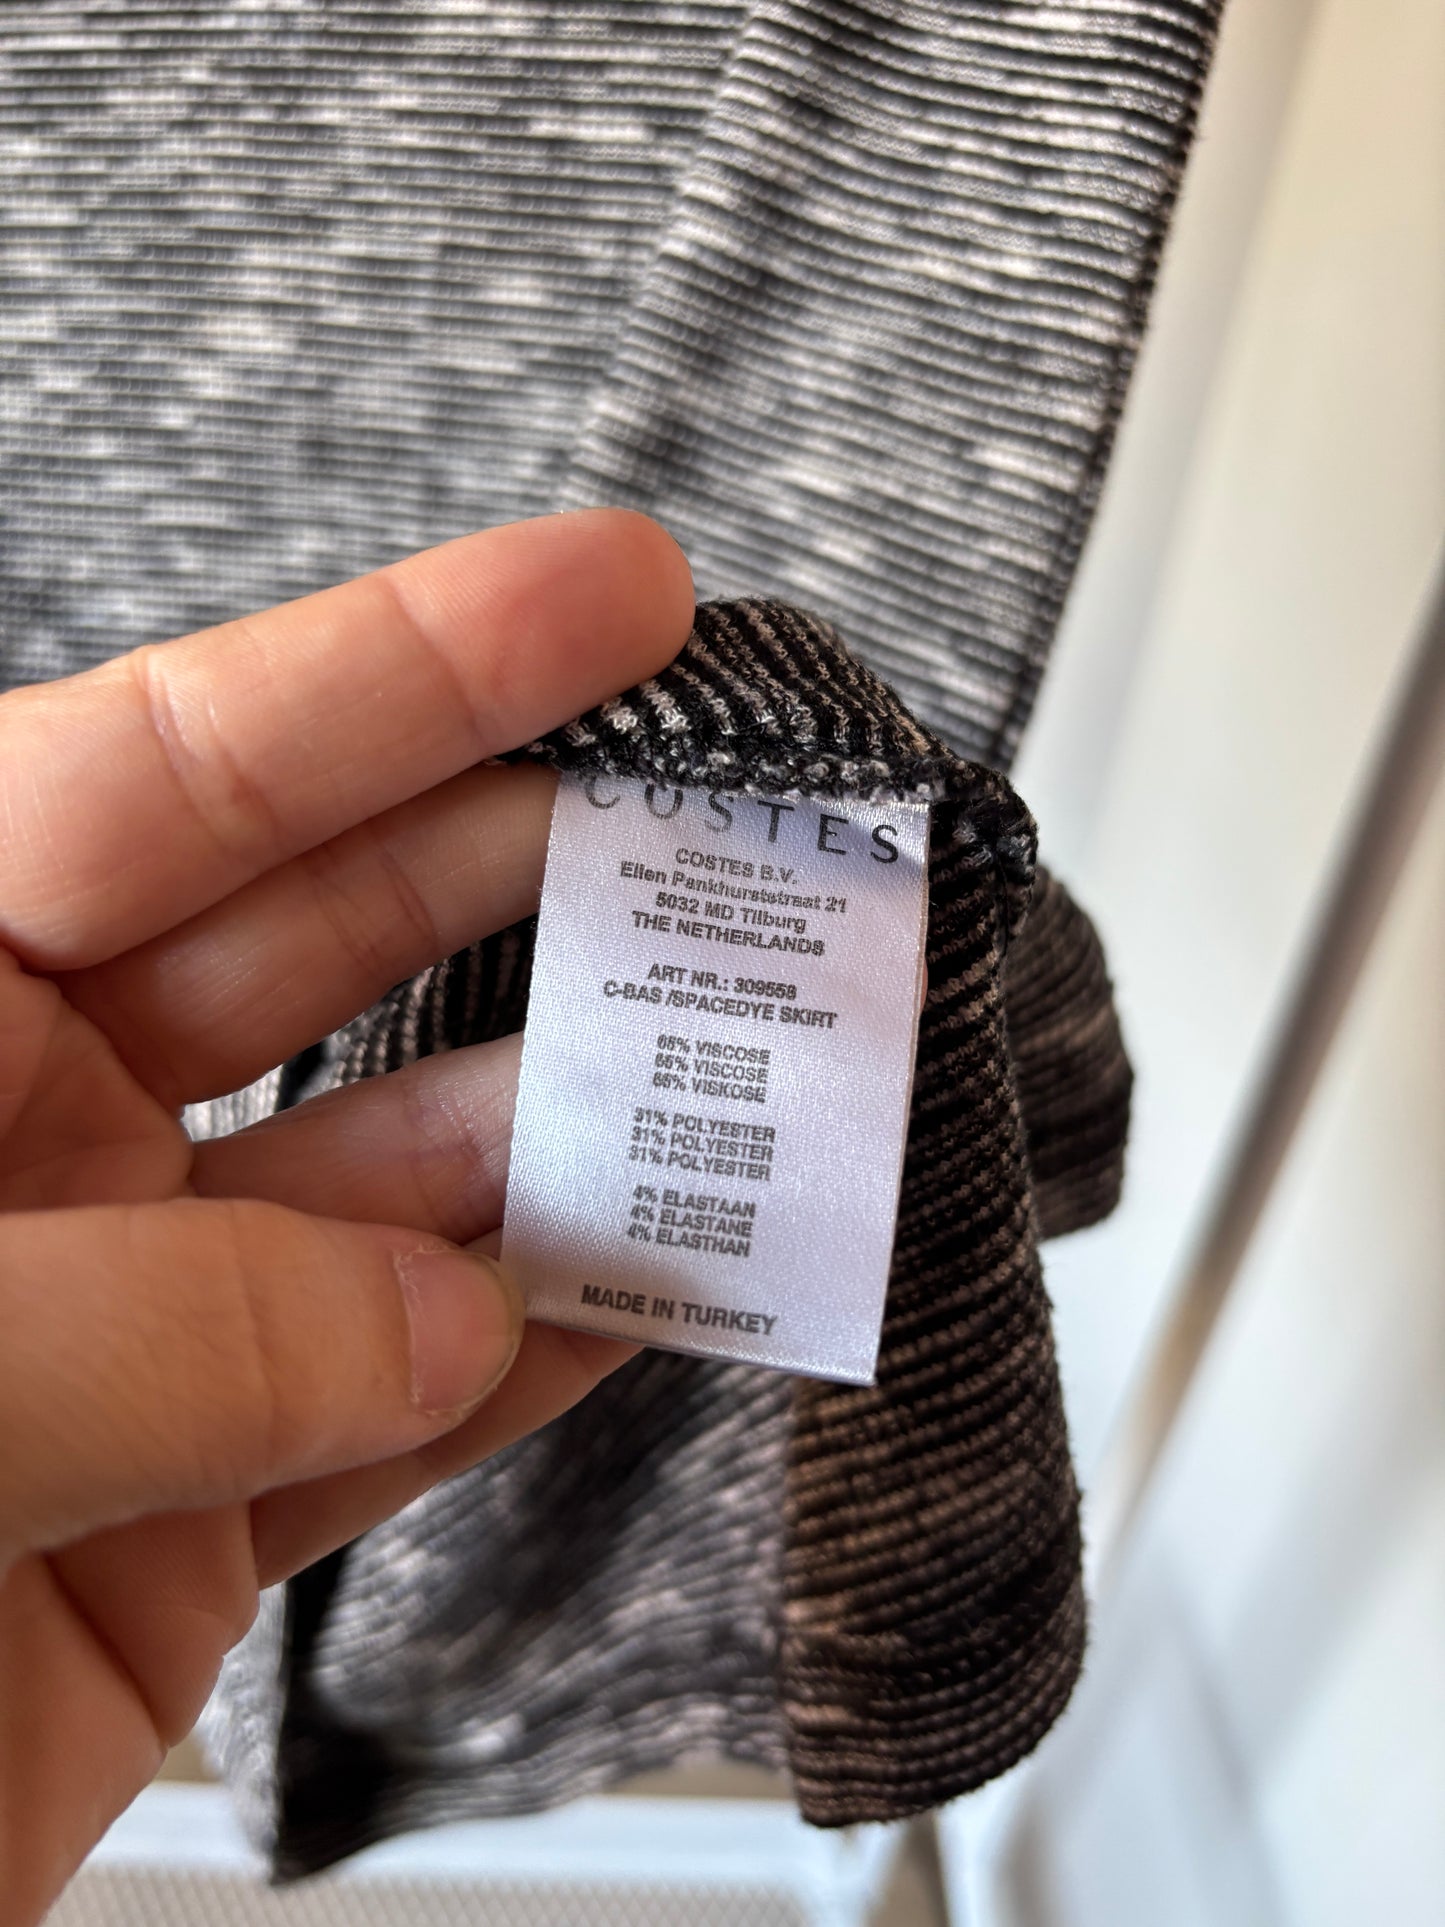 COSTES
COSTES B.V.
Ellen Pankhurststraat 21
5032 MD Tilburg
THE NETHERLANDS
ART NR.: 309558
C-BAS /SPACEDYE SKIRT
65% VISCOSE
65% VISCOSE
65% VISKOSE
31% POLYESTER
31% POLYESTER
31% POLYESTER
4% ELASTAAN
4% ELASTANE
4% ELASTHAN
MADE IN TURKEY